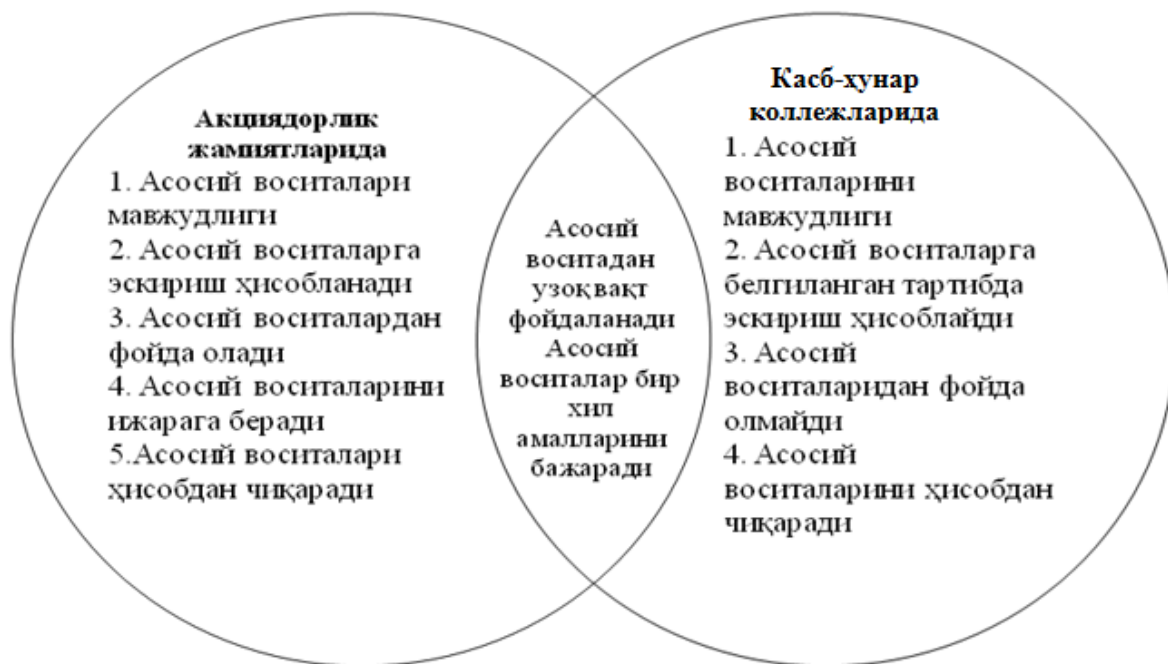 Акциядорлик
жамиятларида
1. Асосий воситалари
мавжудлиги
2. Асосий воситаларга
эскириш ҳисобланади
3. Асосий воситалардан
фойда олади
4. Асосий воситаларини
ижарага беради
5.Асосий воситалари
ҳисобдан чиқаради
Асосий
воситадан
узоқ вақт
фойдаланади
Асосий
воситалар бир
хил
амалларини
бажаради
Касб-ҳунар
коллежларида
1. Асосий
воситаларини
мавжудлиги
2. Асосий воситаларга
белгиланган тартибда
эскириш ҳисоблайди
3. Асосий
воситаларидан фойда
олмайди
4. Асосий
воситаларини ҳисобдан
чиқаради